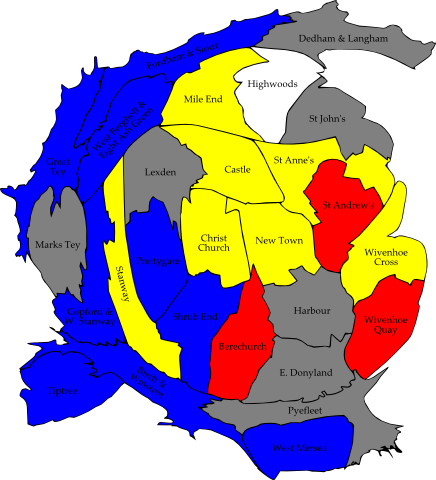 Dedham & Langham
Fordham & Stour
Highwoods
Mile End
West Bergholt &
Eight Ash Green
St John's
Great
Tey
Lexden
Castle
St Anne's
St Andrew's
Marks Tey
Christ
Church
New Town
Prettygate
Wivenhoe
Cross
Stanway
Copford &
W. Stanway
Shrub End
Harbour
Wivenhoe
Quay
Berechurch
E. Donyland
Tiptree
Birch &
Winstree
Pyefleet
West Mersea